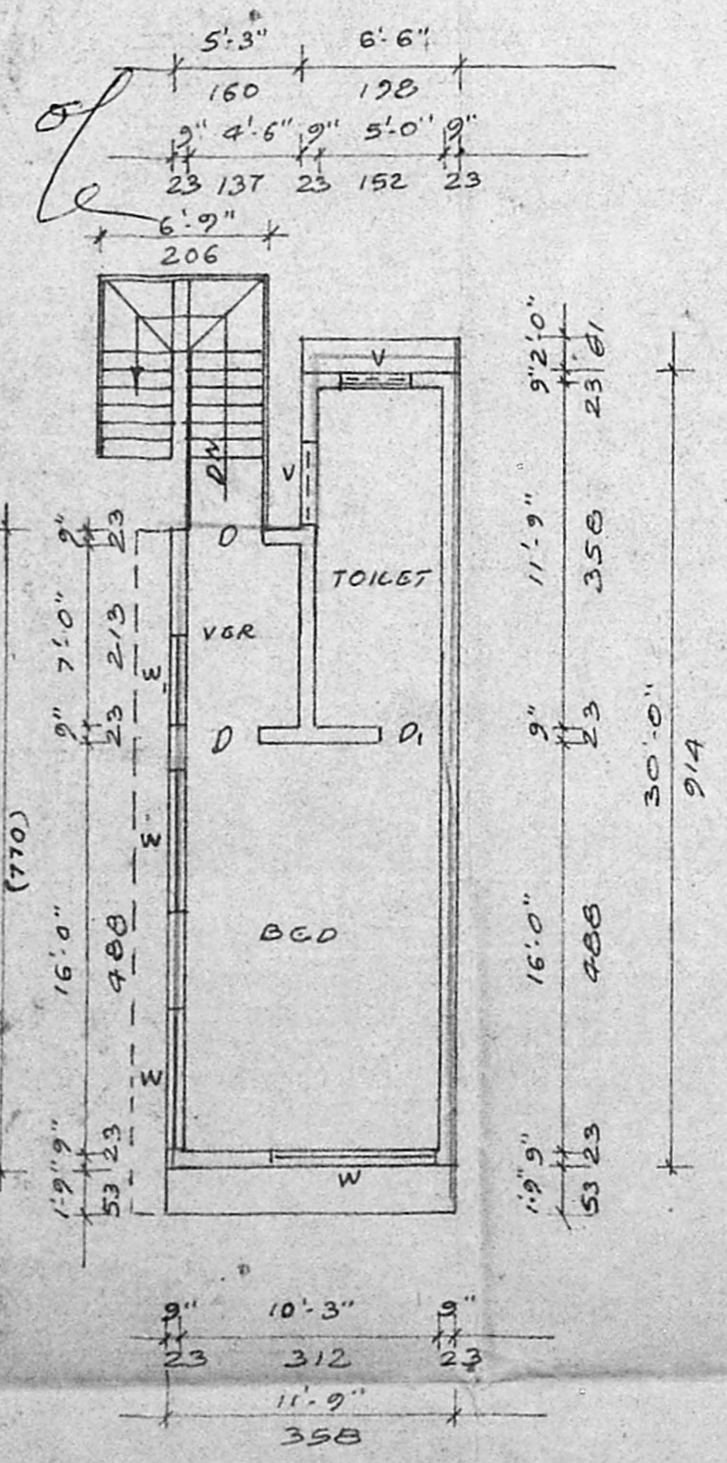 5'-3" 6'-6"
160 198
9" 4'-6" 9" 5'-0" 9"
23 137 23 152 23
6'-9"
206
V
DN
V
D
TOILET
VER
W
D
D1
W
BED
W
W
9" 7'-0" 9" 16'-0" 9" 1'-9"
23 213 23 488 23 53
(770)
2'-0" 9" 11'-9" 9" 16'-0" 9" 1'-9"
61 23 358 23 488 23 53
30'-0"
914
9" 10'-3" 9"
23 312 23
11'-9"
358